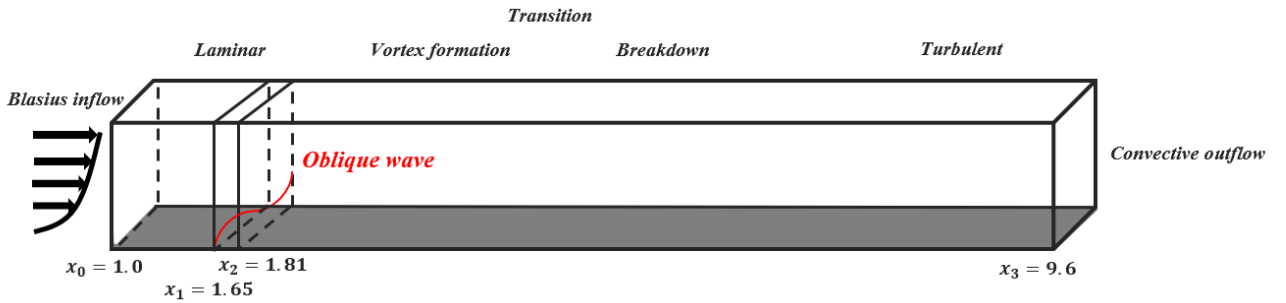 Transition
Laminar
Vortex formation
Breakdown
Turbulent
Blasius inflow
Oblique wave
Convective outflow
x₀ = 1.0
x₂ = 1.81
x₃ = 9.6
x₁ = 1.65